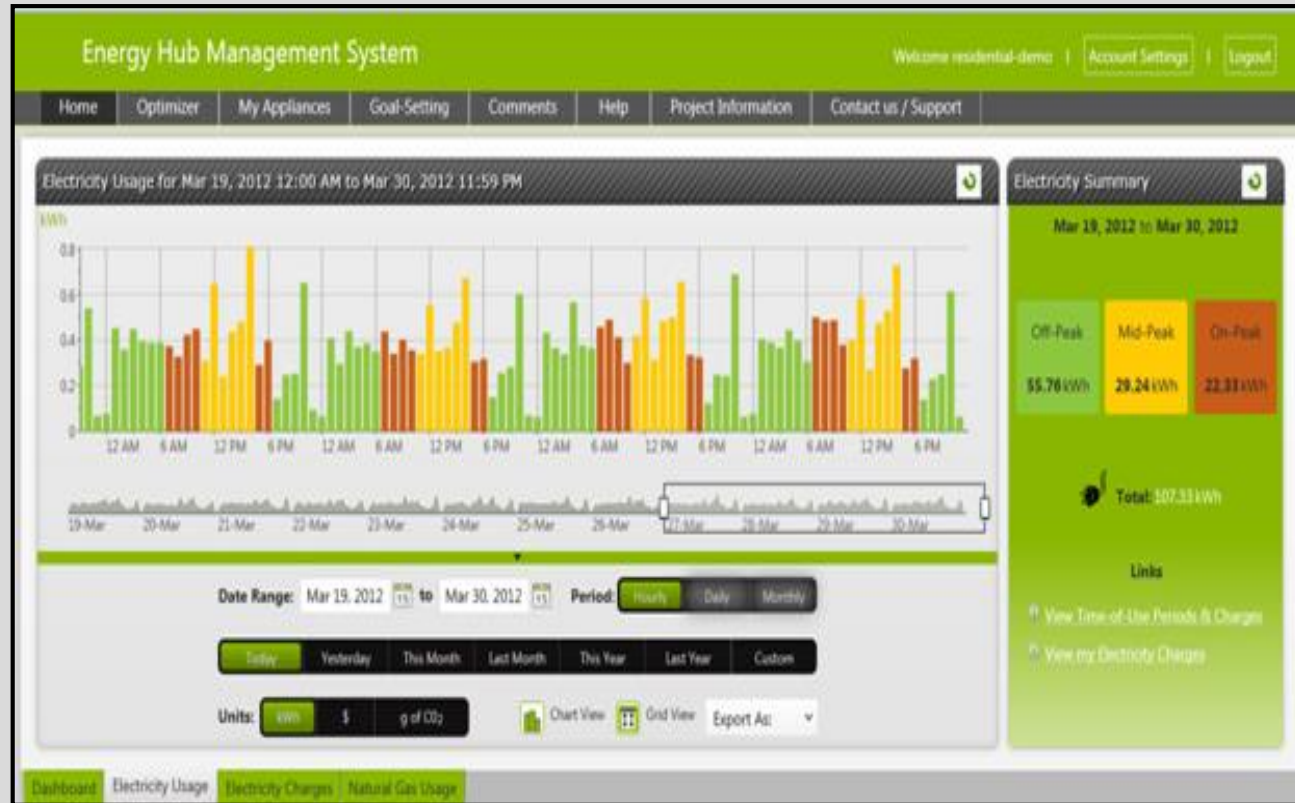 Energy Hub Management System
Welcome residential-demo | Account Settings | Logout
Home Optimizer My Appliances Goal-Setting Comments Help Project Information Contact us / Support
Electricity Usage for Mar 19, 2012 12:00 AM to Mar 30, 2012 11:59 PM
kWh
0.8
0.6
0.4
0.2
0
12 AM 6 AM 12 PM 6 PM 12 AM 6 AM 12 PM 6 PM 12 AM 6 AM 12 PM 6 PM 12 AM 6 AM 12 PM 6 PM
19-Mar 20-Mar 21-Mar 22-Mar 23-Mar 24-Mar 25-Mar 26-Mar 27-Mar 28-Mar 29-Mar 30-Mar
Date Range: Mar 19, 2012 to Mar 30, 2012 Period: Hourly Daily Monthly
Today Yesterday This Month Last Month This Year Last Year Custom
Units: kWh $ g of CO₂ Chart View Grid View Export As:
Electricity Summary
Mar 19, 2012 to Mar 30, 2012
Off-Peak Mid-Peak On-Peak
55.76 kWh 29.24 kWh 22.33 kWh
Total: 107.33 kWh
Links
View Time-of-Use Periods & Charges
View my Electricity Charges
Dashboard Electricity Usage Electricity Charges Natural Gas Usage